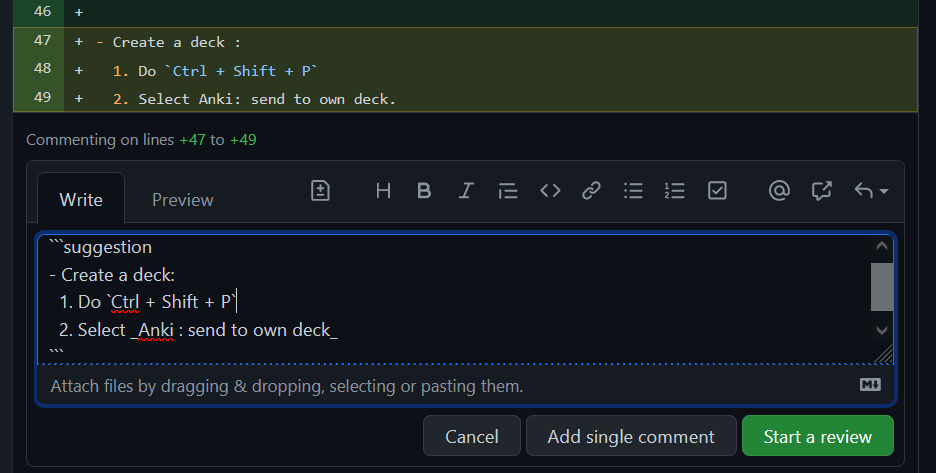 46 +
47 + - Create a deck :
48 + 1. Do `Ctrl + Shift + P`
49 + 2. Select Anki: send to own deck.
Commenting on lines +47 to +49
Write Preview
```suggestion
- Create a deck:
1. Do `Ctrl + Shift + P`
2. Select _Anki : send to own deck_
```
Attach files by dragging & dropping, selecting or pasting them.
Cancel Add single comment Start a review